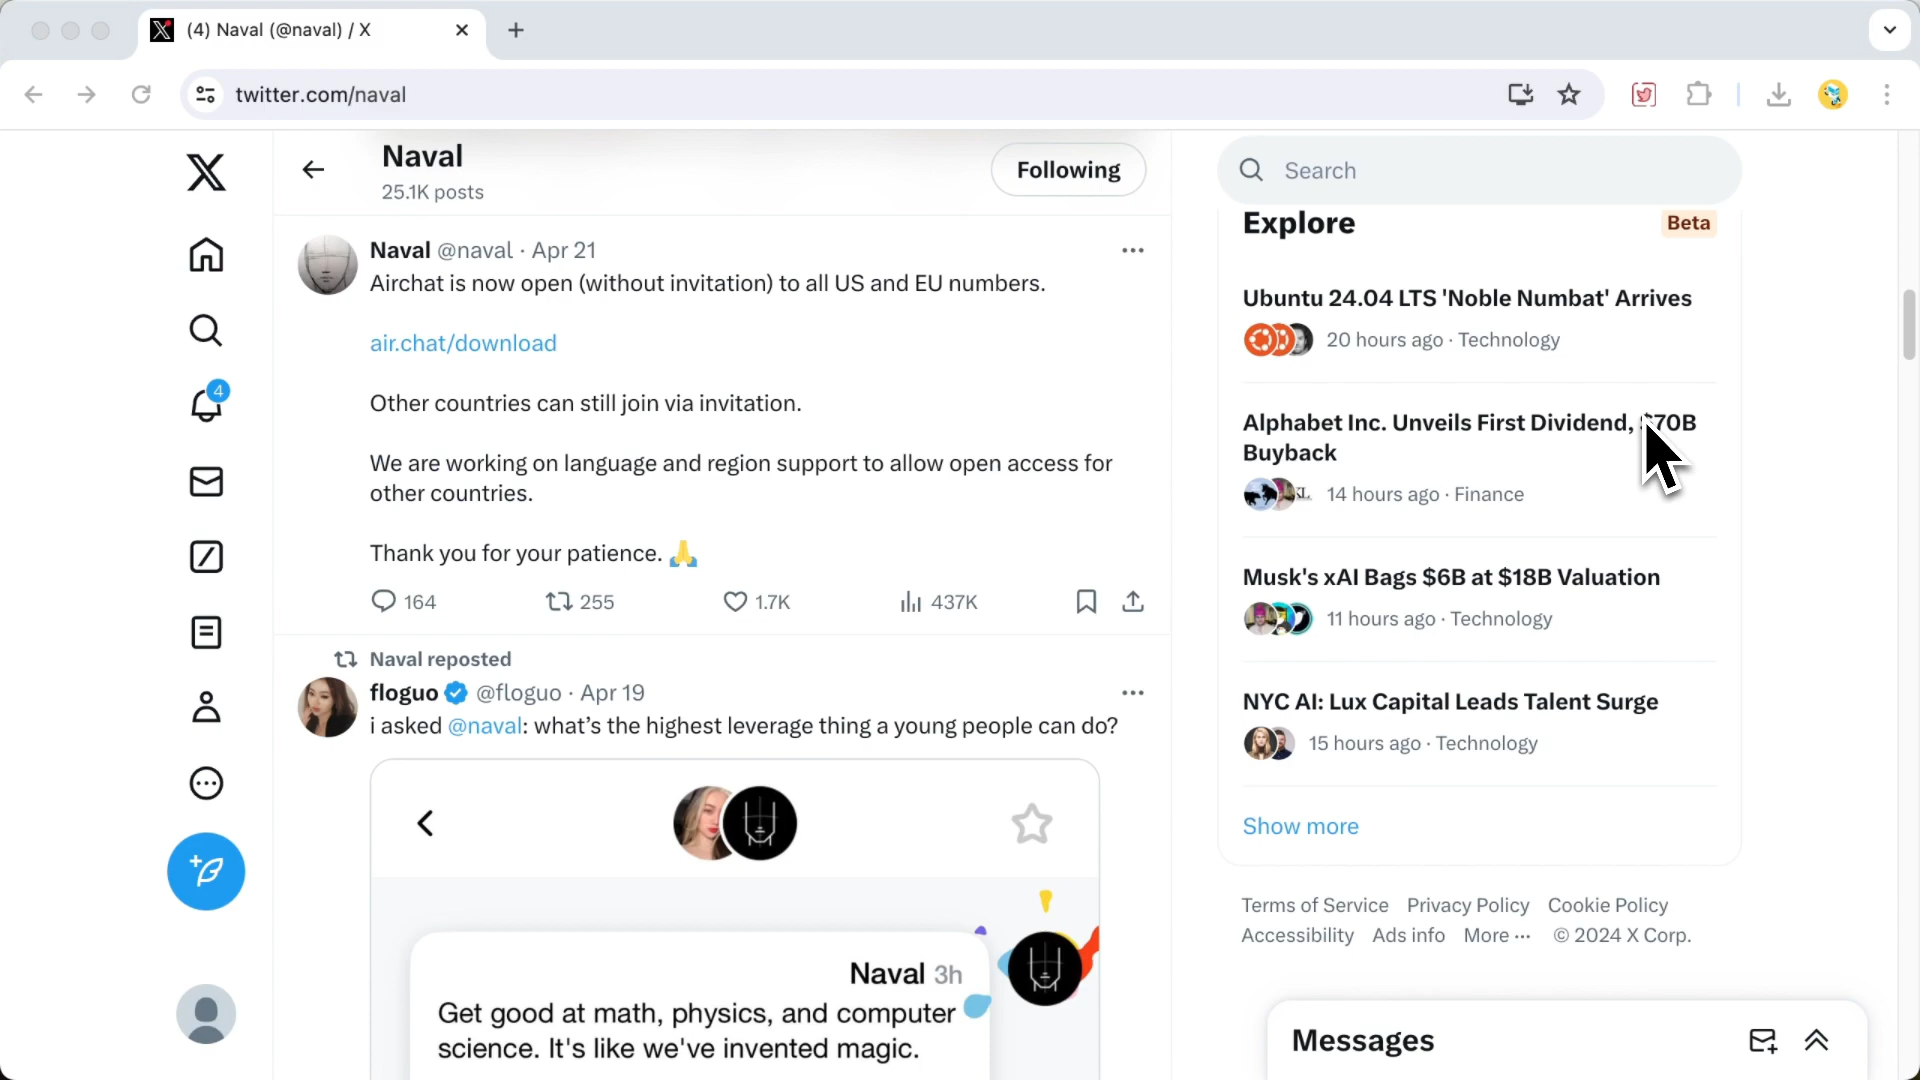 (4) Naval (@naval) / X
twitter.com/naval
Naval
25.1K posts
Following
Naval @naval · Apr 21
Airchat is now open (without invitation) to all US and EU numbers.
air.chat/download
Other countries can still join via invitation.
We are working on language and region support to allow open access for
other countries.
Thank you for your patience. 🙏
164 255 1.7K 437K
Naval reposted
floguo @floguo · Apr 19
i asked @naval: what's the highest leverage thing a young people can do?
Naval 3h
Get good at math, physics, and computer
science. It's like we've invented magic.
4
Search
Explore
Beta
Ubuntu 24.04 LTS 'Noble Numbat' Arrives
20 hours ago · Technology
Alphabet Inc. Unveils First Dividend, $70B
Buyback
14 hours ago · Finance
Musk's xAI Bags $6B at $18B Valuation
11 hours ago · Technology
NYC AI: Lux Capital Leads Talent Surge
15 hours ago · Technology
Show more
Terms of Service Privacy Policy Cookie Policy
Accessibility Ads info More ··· © 2024 X Corp.
Messages